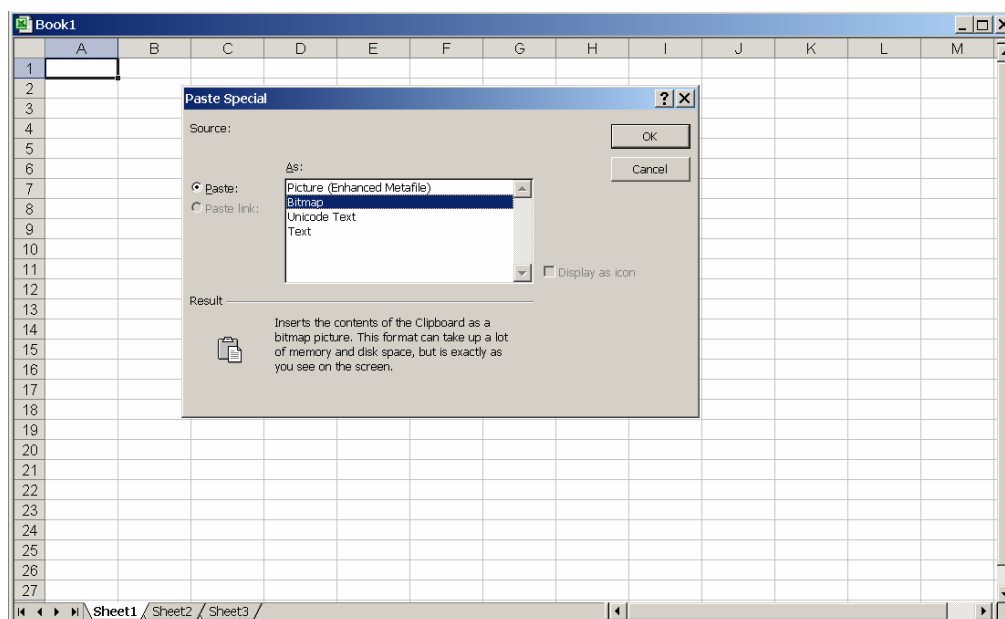 Book1
A B C D E F G H I J K L M
1
2
Paste Special
3
4
Source:
OK
5
6
As:
Cancel
7
Paste:
Picture (Enhanced Metafile)
8
Paste link:
Bitmap
9
Unicode Text
Text
10
11
Display as icon
12
13
Result
14
Inserts the contents of the Clipboard as a
15
bitmap picture. This format can take up a lot
of memory and disk space, but is exactly as
16
you see on the screen.
17
18
19
20
21
22
23
24
25
26
27
Sheet1 Sheet2 Sheet3